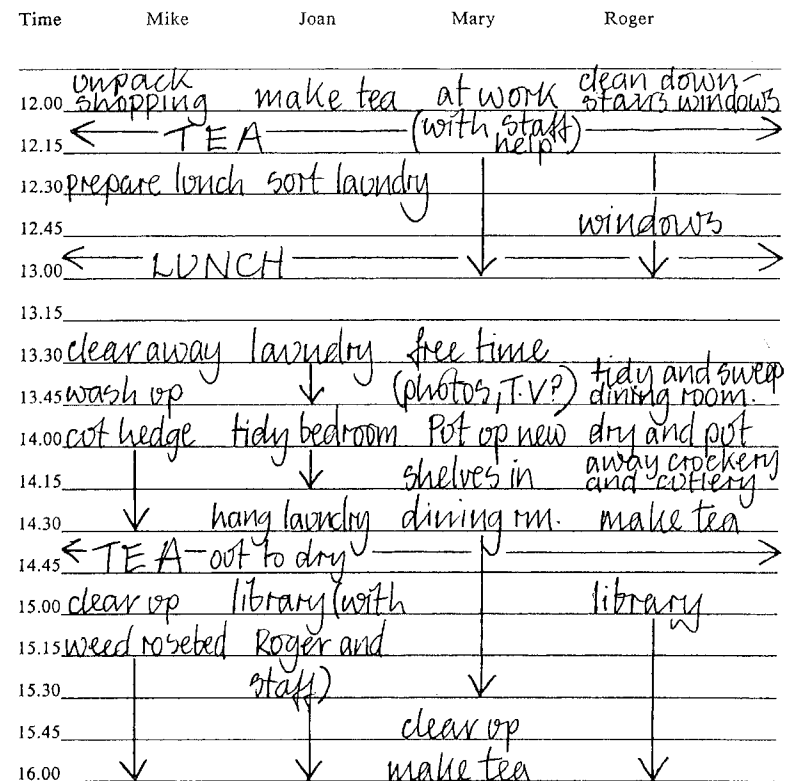 Time Mike Joan Mary Roger
unpack clean down-
12.00 shopping make tea at work stairs windows
TEA (with staff
12.15 help)
12.30 prepare lunch sort laundry
12.45 windows
13.00 LUNCH
13.15
13.30 clear away laundry free time
tidy and sweep
13.45 wash up (photos, T.V?) dining room.
14.00 cut hedge tidy bedroom Put up new dry and put
away crockery
14.15 shelves in and cutlery
14.30 hang laundry dining rm. make tea
14.45 TEA out to dry
15.00 clear up library (with library
15.15 weed rosebed Roger and
15.30 staff)
15.45 clear up
16.00 make tea